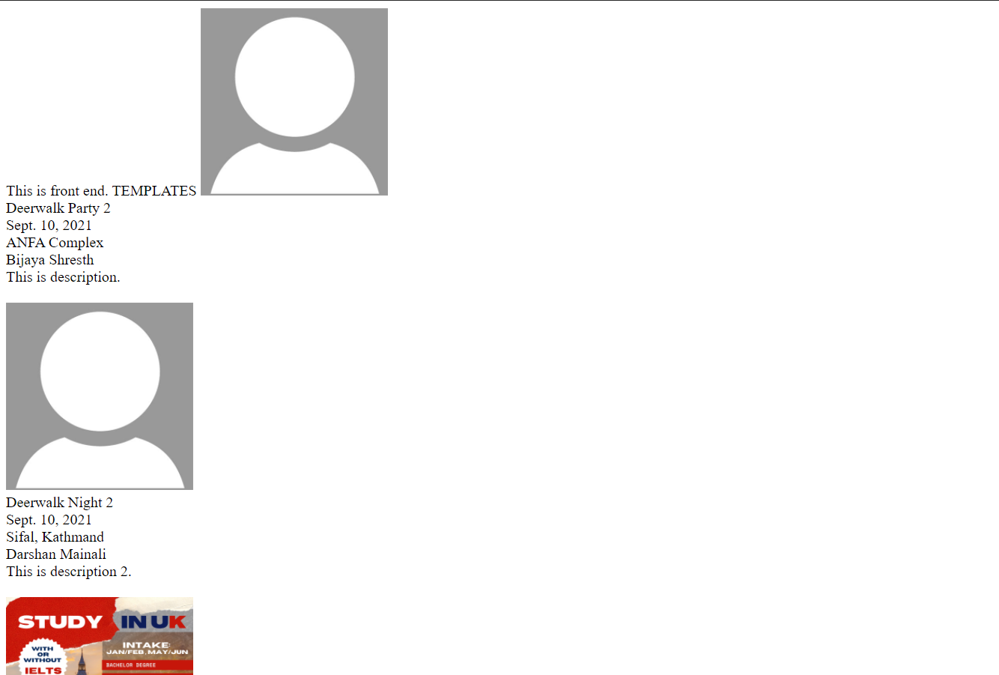 This is front end. TEMPLATES
Deerwalk Party 2
Sept. 10, 2021
ANFA Complex
Bijaya Shresth
This is description.
Deerwalk Night 2
Sept. 10, 2021
Sifal, Kathmand
Darshan Mainali
This is description 2.
STUDY IN UK
WITH
OR
WITHOUT
IELTS
INTAKE:
JAN/FEB, MAY/JUN
BACHELOR DEGREE